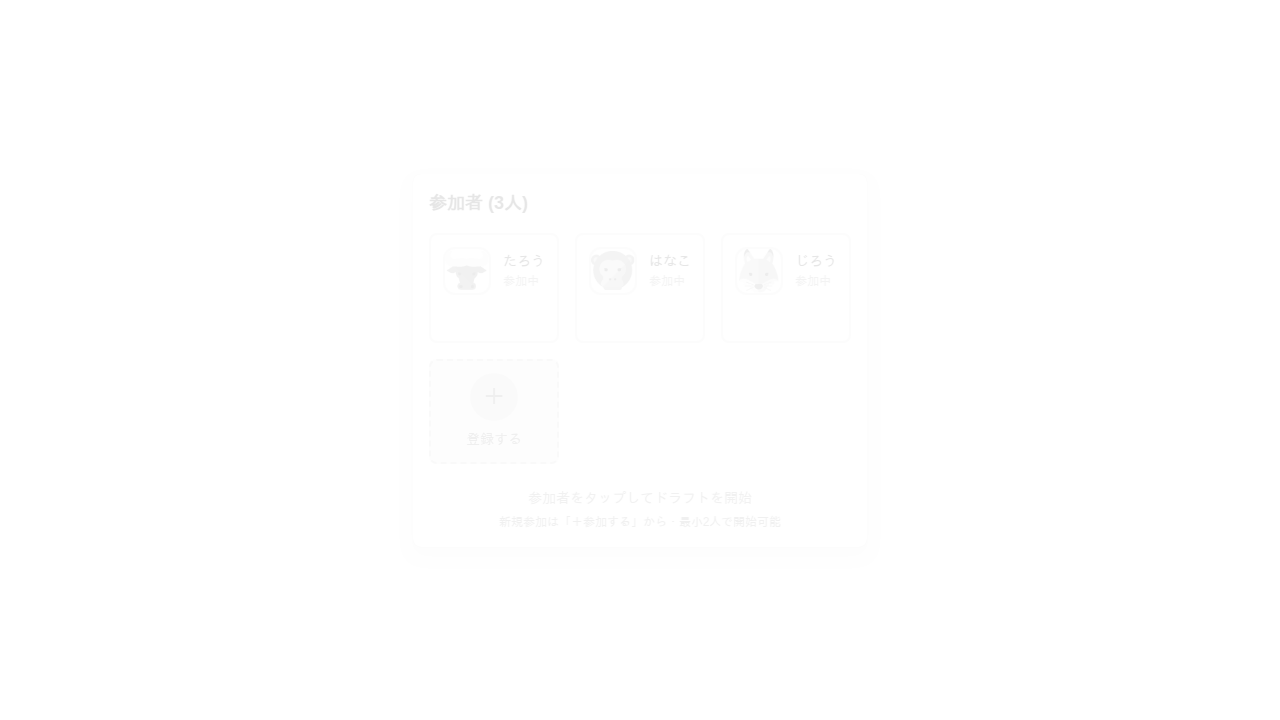 参加者 (3人)
たろう
参加中
はなこ
参加中
じろう
参加中
+
登録する
参加者をタップしてドラフトを開始
新規参加は「＋参加する」から · 最小2人で開始可能